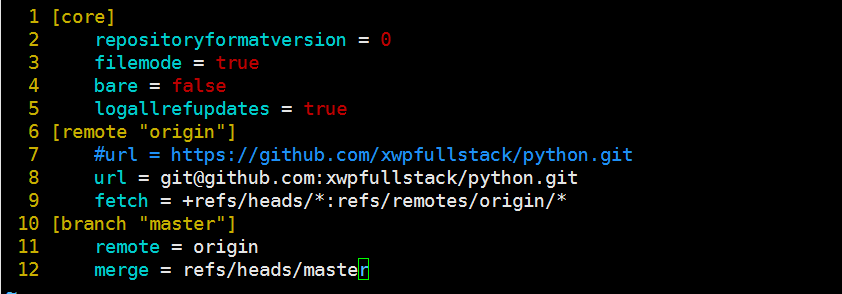 1 [core]
2     repositoryformatversion = 0
3     filemode = true
4     bare = false
5     logallrefupdates = true
6 [remote "origin"]
7     #url = https://github.com/xwpfullstack/python.git
8     url = git@github.com:xwpfullstack/python.git
9     fetch = +refs/heads/*:refs/remotes/origin/*
10 [branch "master"]
11     remote = origin
12     merge = refs/heads/master
~